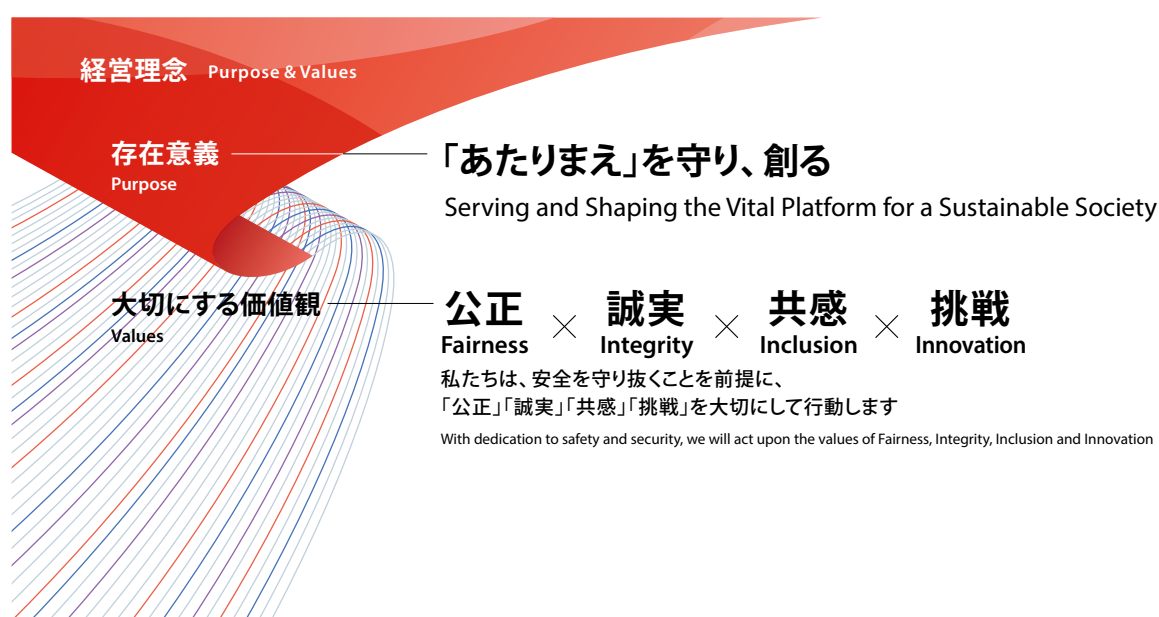 経営理念 Purpose & Values
存在意義
Purpose
「あたりまえ」を守り、創る
Serving and Shaping the Vital Platform for a Sustainable Society
大切にする価値観
Values
公正 × 誠実 × 共感 × 挑戦
Fairness Integrity Inclusion Innovation
私たちは、安全を守り抜くことを前提に、
「公正」「誠実」「共感」「挑戦」を大切にして行動します
With dedication to safety and security, we will act upon the values of Fairness, Integrity, Inclusion and Innovation